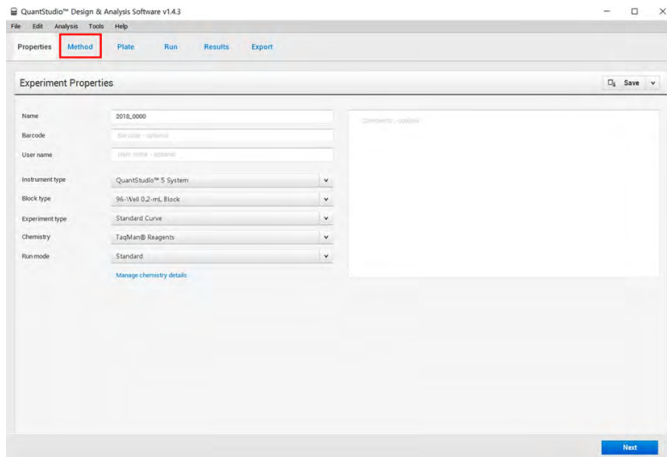 QuantStudio™ Design & Analysis Software v1.4.3
File Edit Analysis Tools Help
Properties Method Plate Run Results Export
Experiment Properties
Save
Name 2018_0000
Barcode Barcode - optional
User name User name - optional
Instrument type QuantStudio™ 5 System
Block type 96-Well 0.2-mL Block
Experiment type Standard Curve
Chemistry TaqMan® Reagents
Run mode Standard
Manage chemistry details
Comments - optional
Next